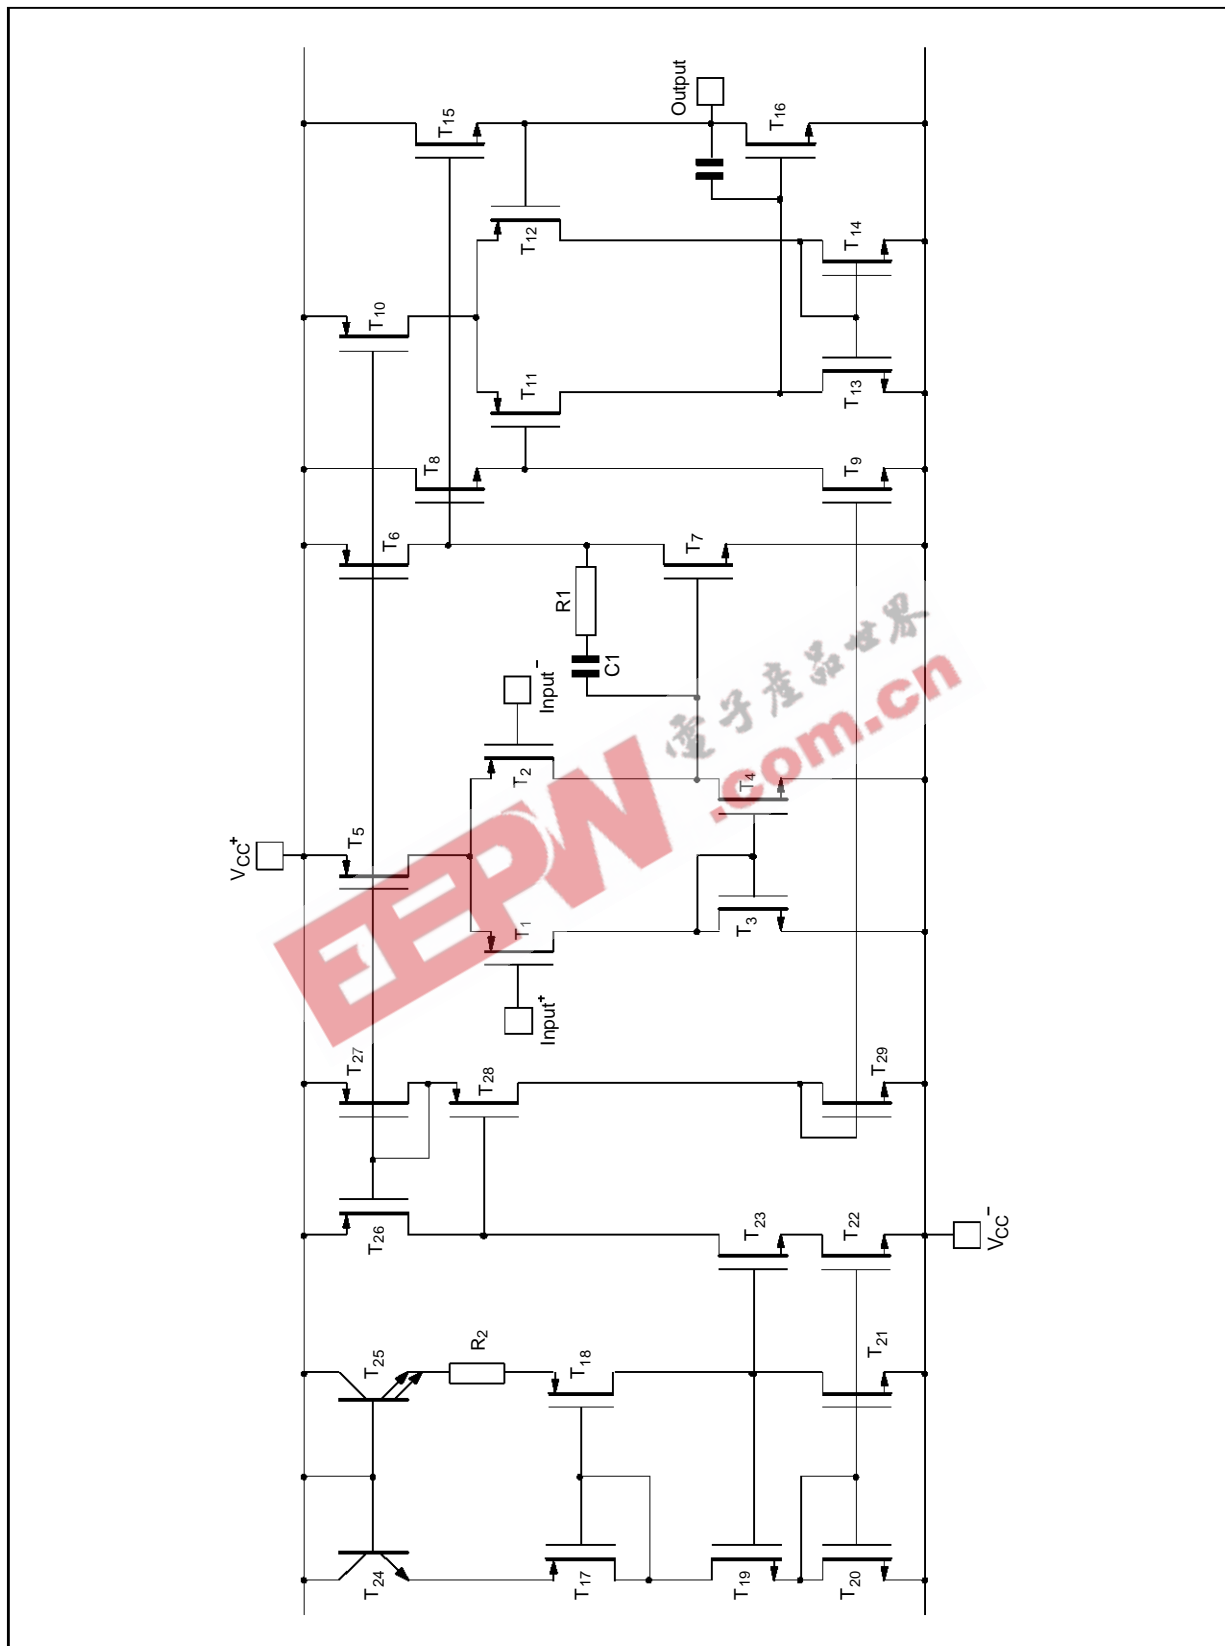 Output
T15
T16
T12
T14
T10
T11
T13
T8
T9
T6
T7
R1
C1
Input-
T2
T4
VCC+
T5
T1
T3
Input+
T27
T28
T29
T26
T23
T22
VCC-
T25
R2
T18
T21
T24
T17
T19
T20
EEPW
.com.cn
電子産品世界